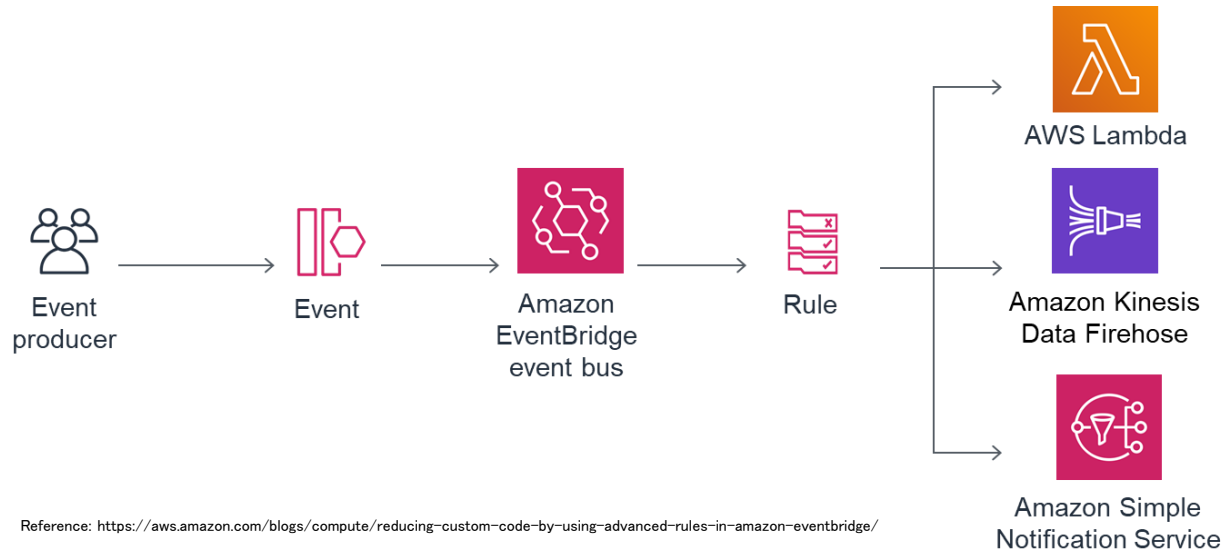 AWS Lambda
Event
producer
Event
Amazon
EventBridge
event bus
Rule
Amazon Kinesis
Data Firehose
Amazon Simple
Notification Service
Reference: https://aws.amazon.com/blogs/compute/reducing-custom-code-by-using-advanced-rules-in-amazon-eventbridge/